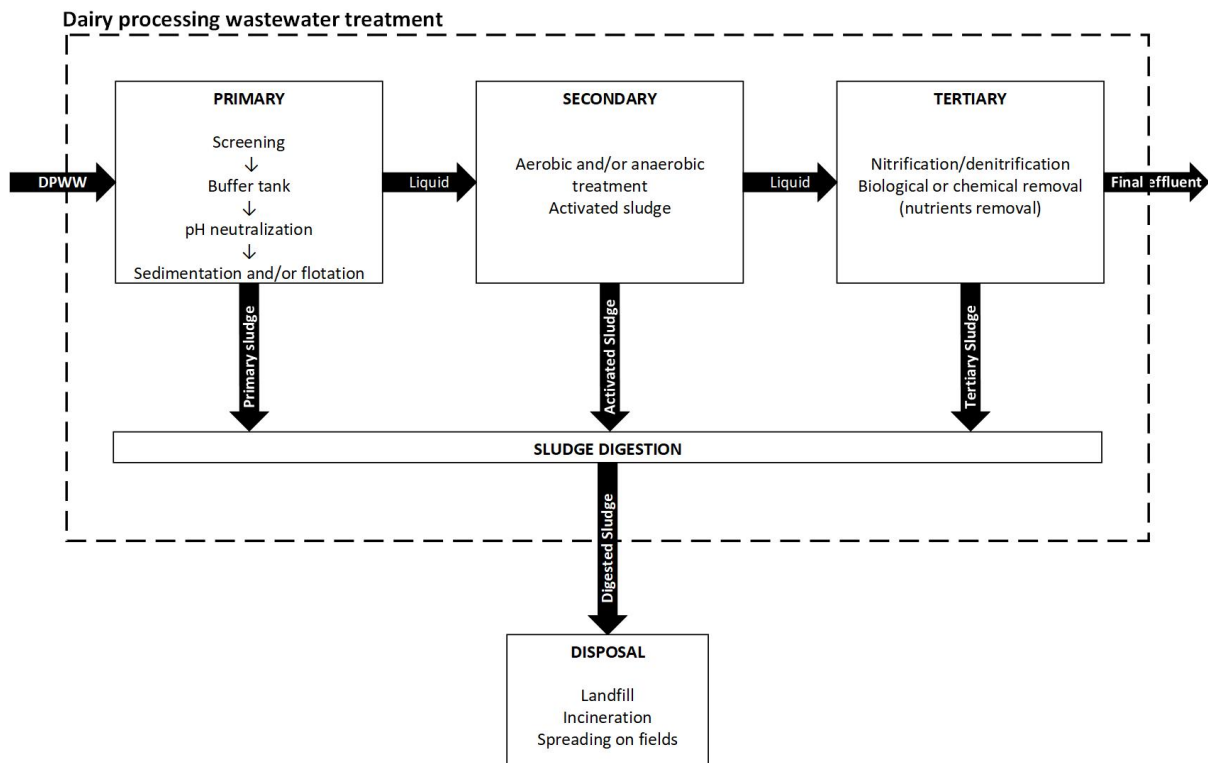 Dairy processing wastewater treatment
DPWW
PRIMARY
Screening
↓
Buffer tank
↓
pH neutralization
↓
Sedimentation and/or flotation
Liquid
SECONDARY
Aerobic and/or anaerobic
treatment
Activated sludge
Liquid
TERTIARY
Nitrification/denitrification
Biological or chemical removal
(nutrients removal)
Final effluent
Primary sludge
Activated Sludge
Tertiary Sludge
SLUDGE DIGESTION
Digested Sludge
DISPOSAL
Landfill
Incineration
Spreading on fields